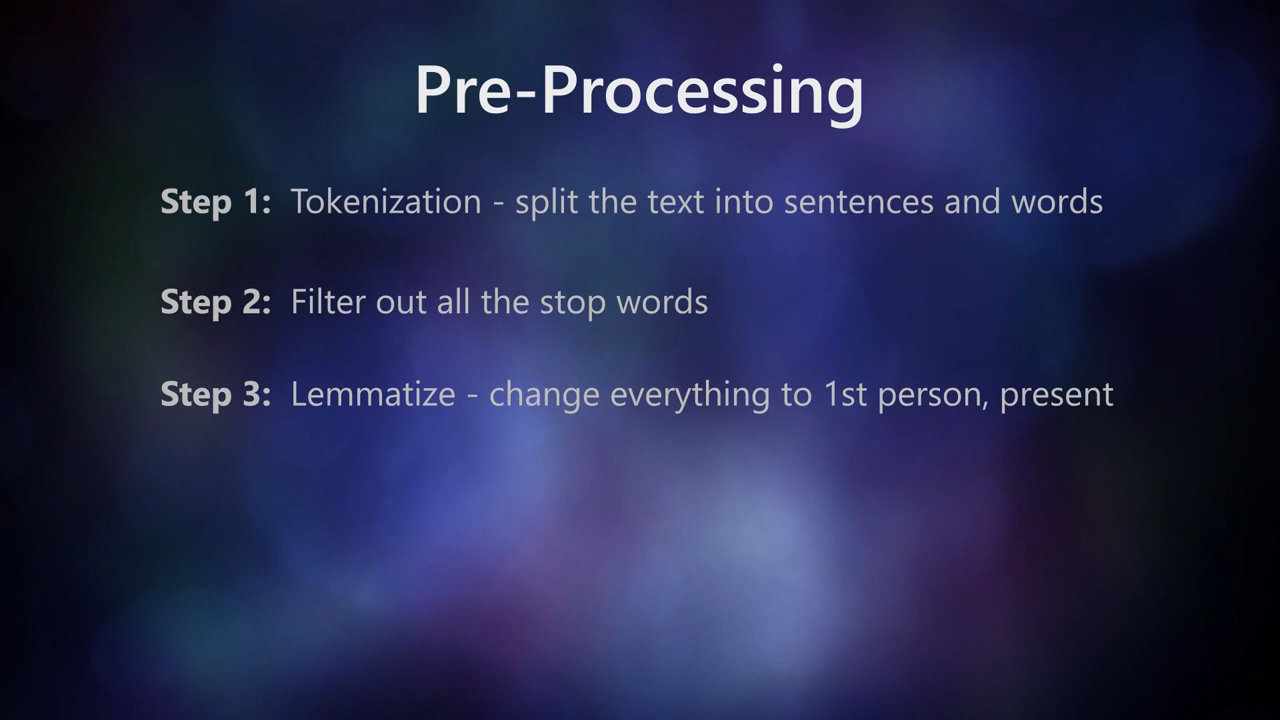 Pre-Processing
Step 1: Tokenization - split the text into sentences and words
Step 2: Filter out all the stop words
Step 3: Lemmatize - change everything to 1st person, present